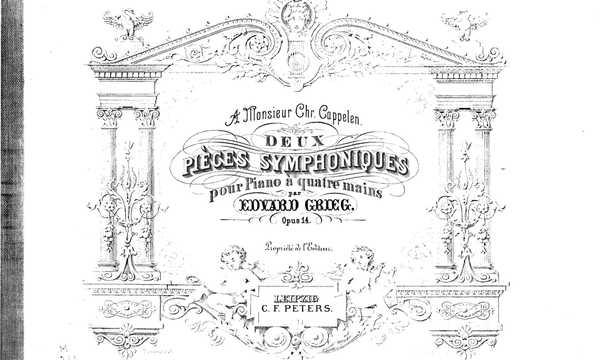 A Monsieur Chr. Cappelen.
DEUX
PIÈCES SYMPHONIQUES
pour Piano à quatre mains
par
EDVARD GRIEG.
Opus 14.
Propriété de l'Editeur.
LEIPZIG
C. F. PETERS.